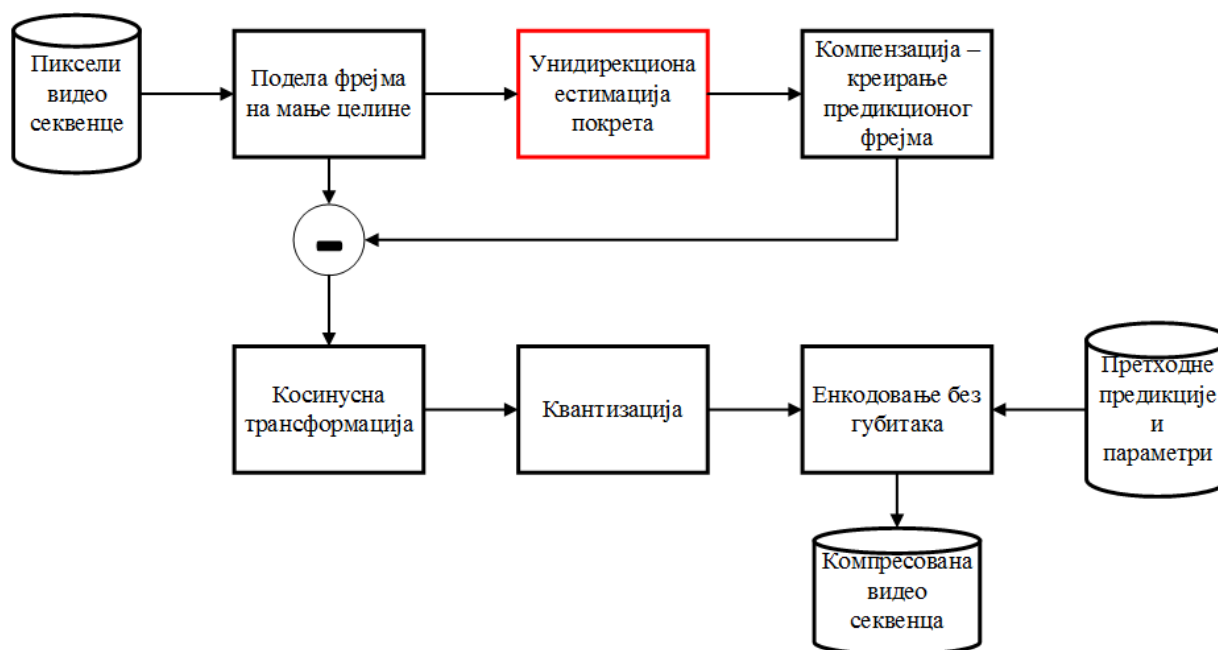 Пиксели
видео
секвенце
Подела фрејма
на мање целине
Унидирекциона
естимација
покрета
Компензација –
креирање
предикционог
фрејма
-
Косинусна
трансформација
Квантизација
Енкодовање без
губитака
Претходне
предикције
и
параметри
Компресована
видео
секвенца